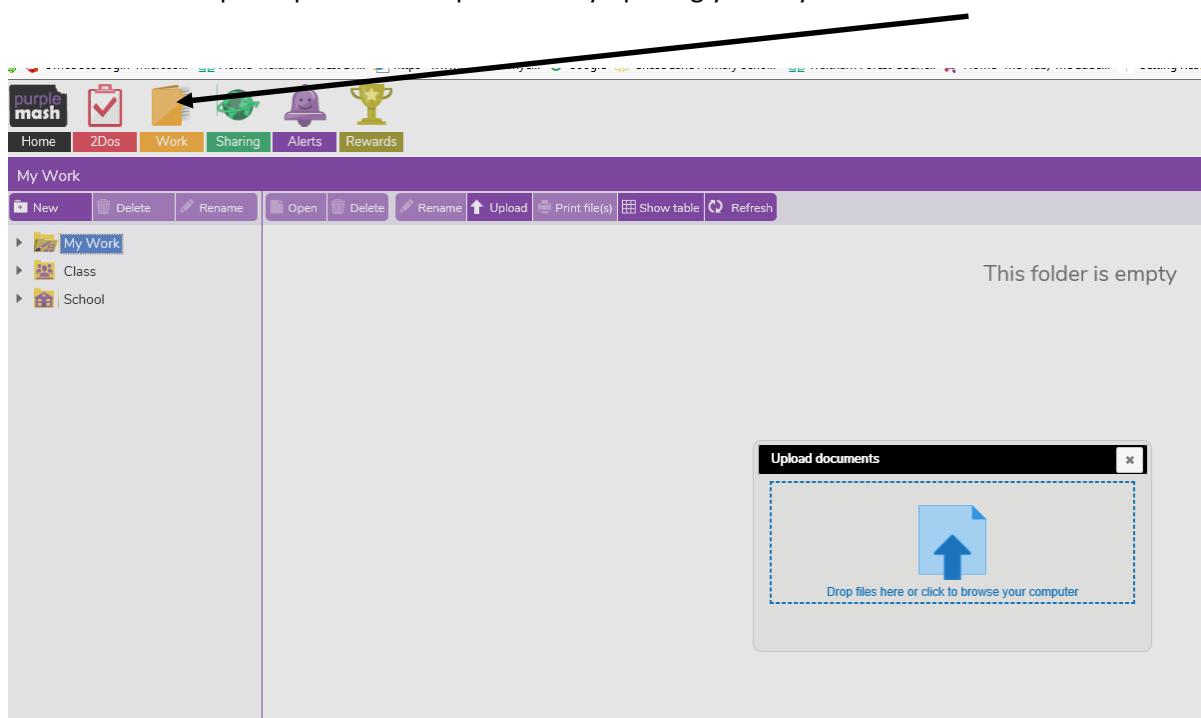 purple
mash
Home 2Dos Work Sharing Alerts Rewards
My Work
New Delete Rename Open Delete Rename Upload Print file(s) Show table Refresh
My Work
Class
School
This folder is empty
Upload documents
Drop files here or click to browse your computer